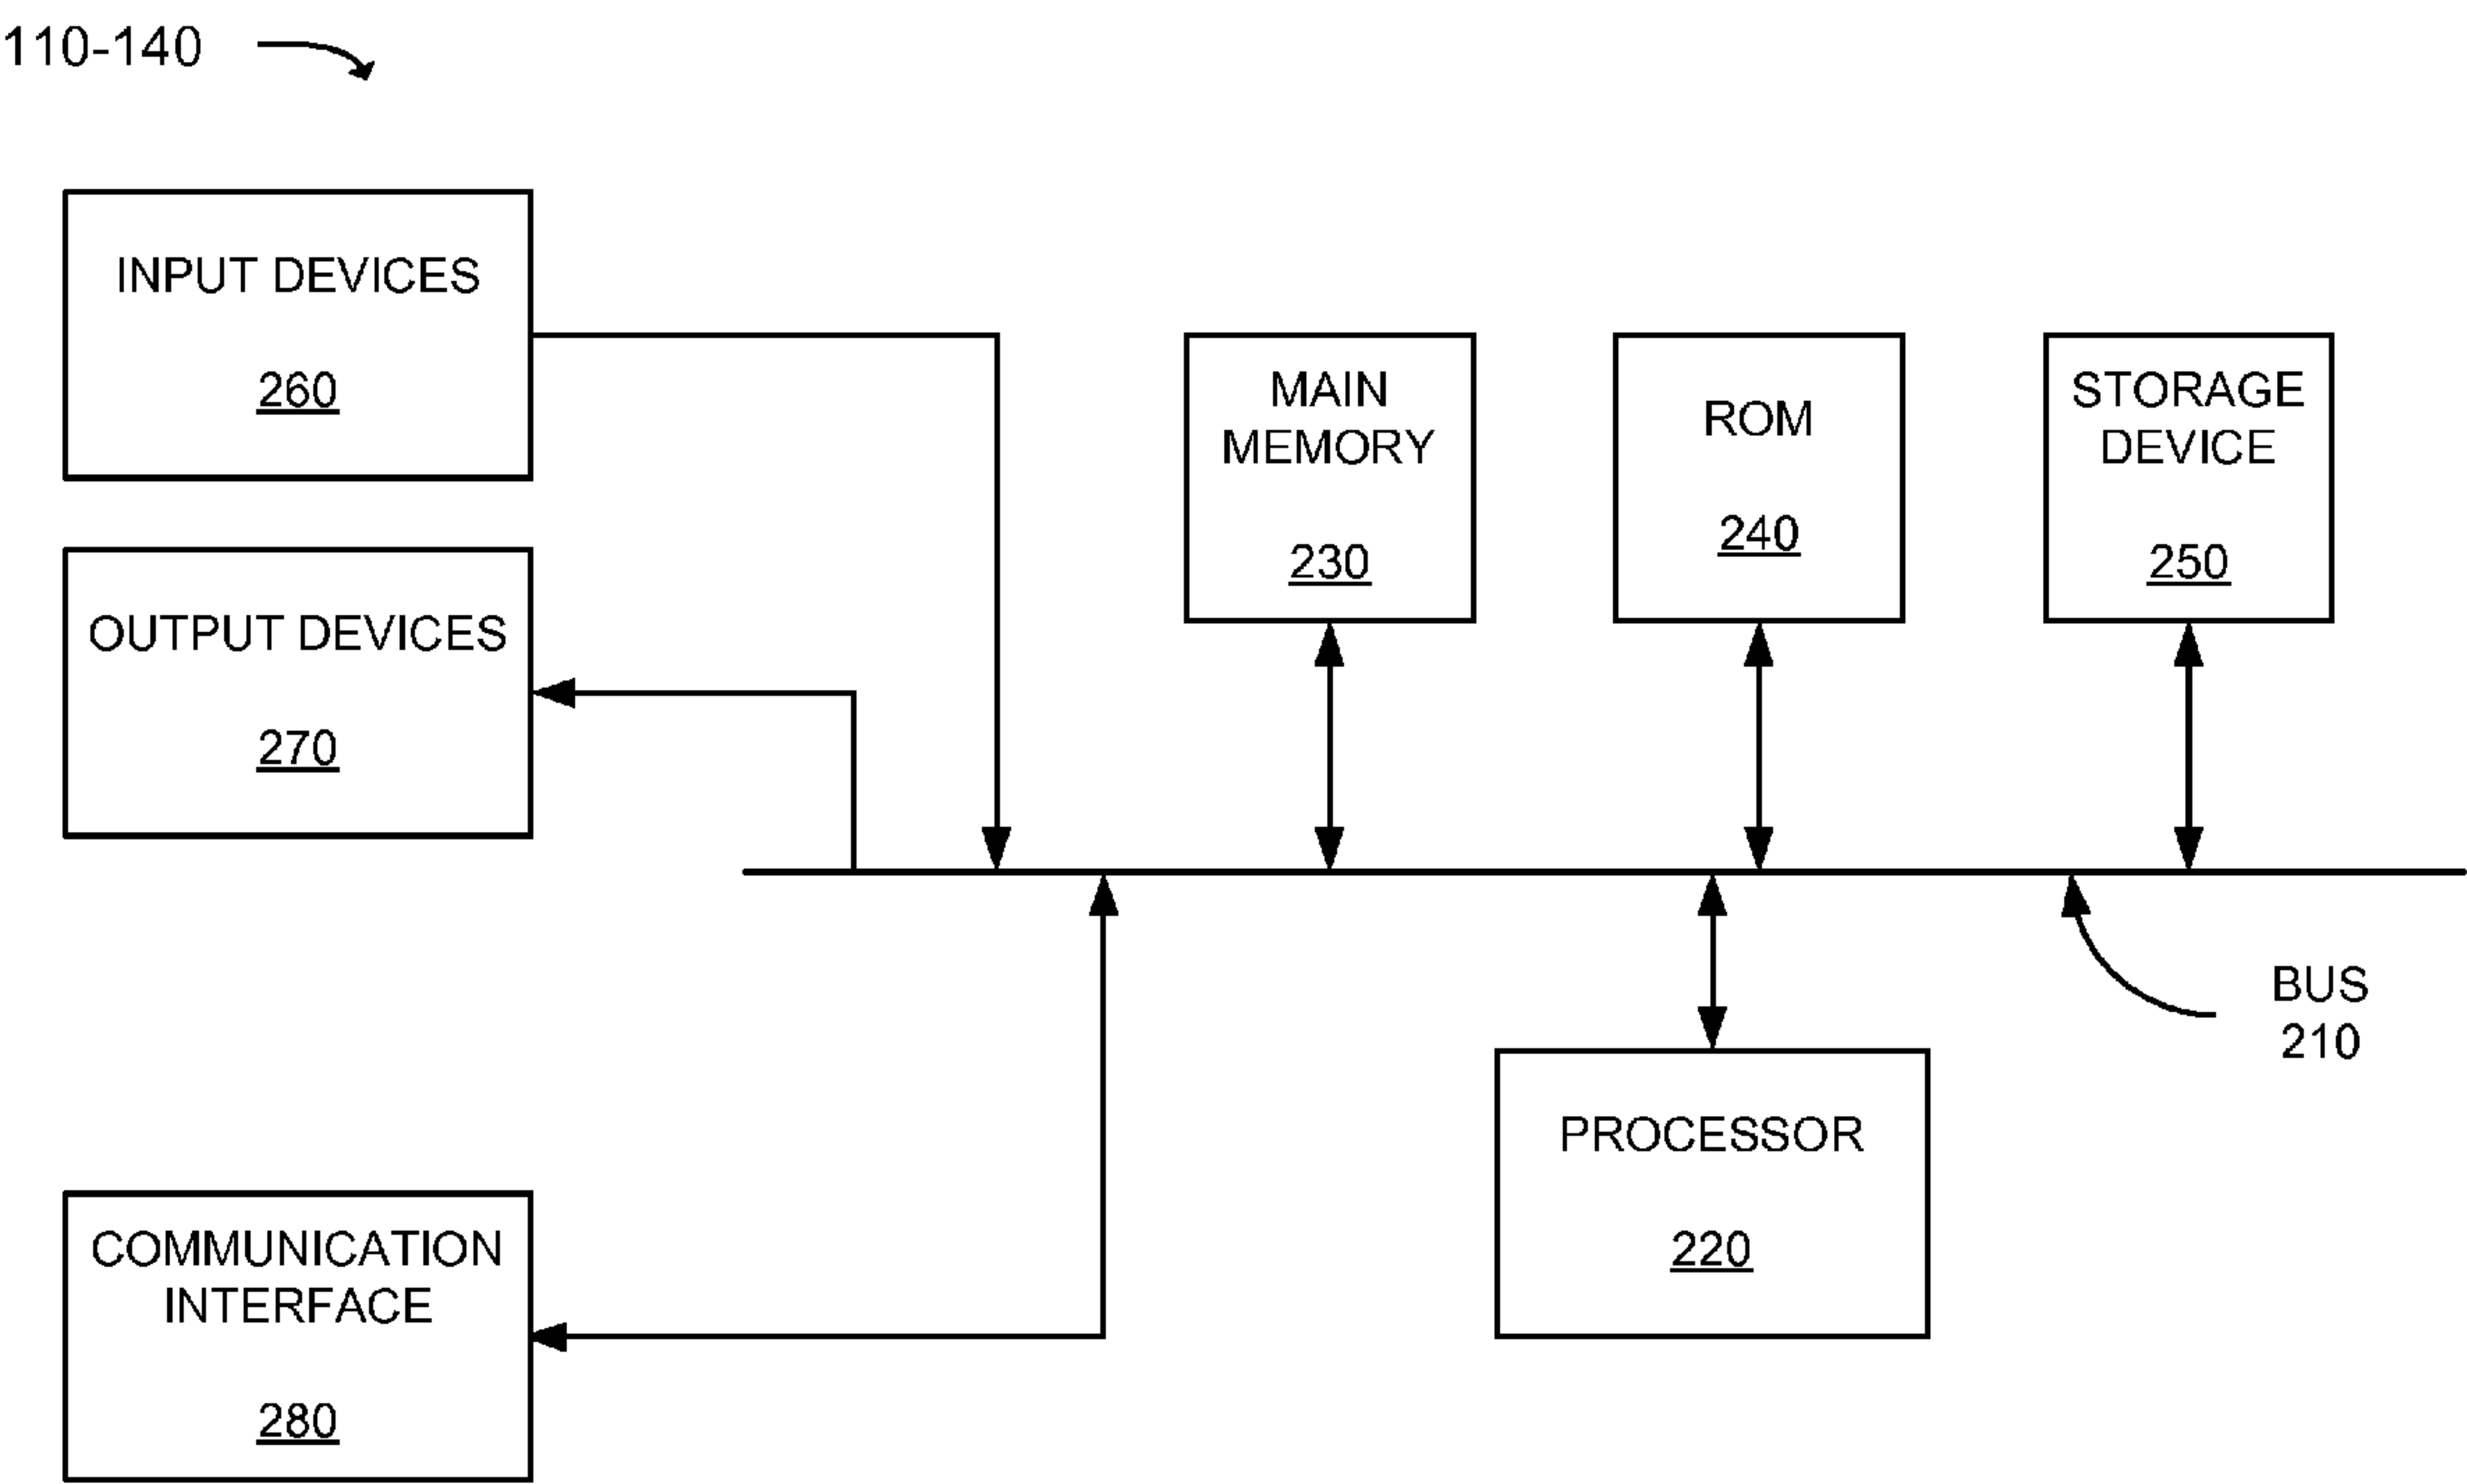 110-140
INPUT DEVICES
260
OUTPUT DEVICES
270
MAIN
MEMORY
230
ROM
240
STORAGE
DEVICE
250
BUS
210
PROCESSOR
220
COMMUNICATION
INTERFACE
280